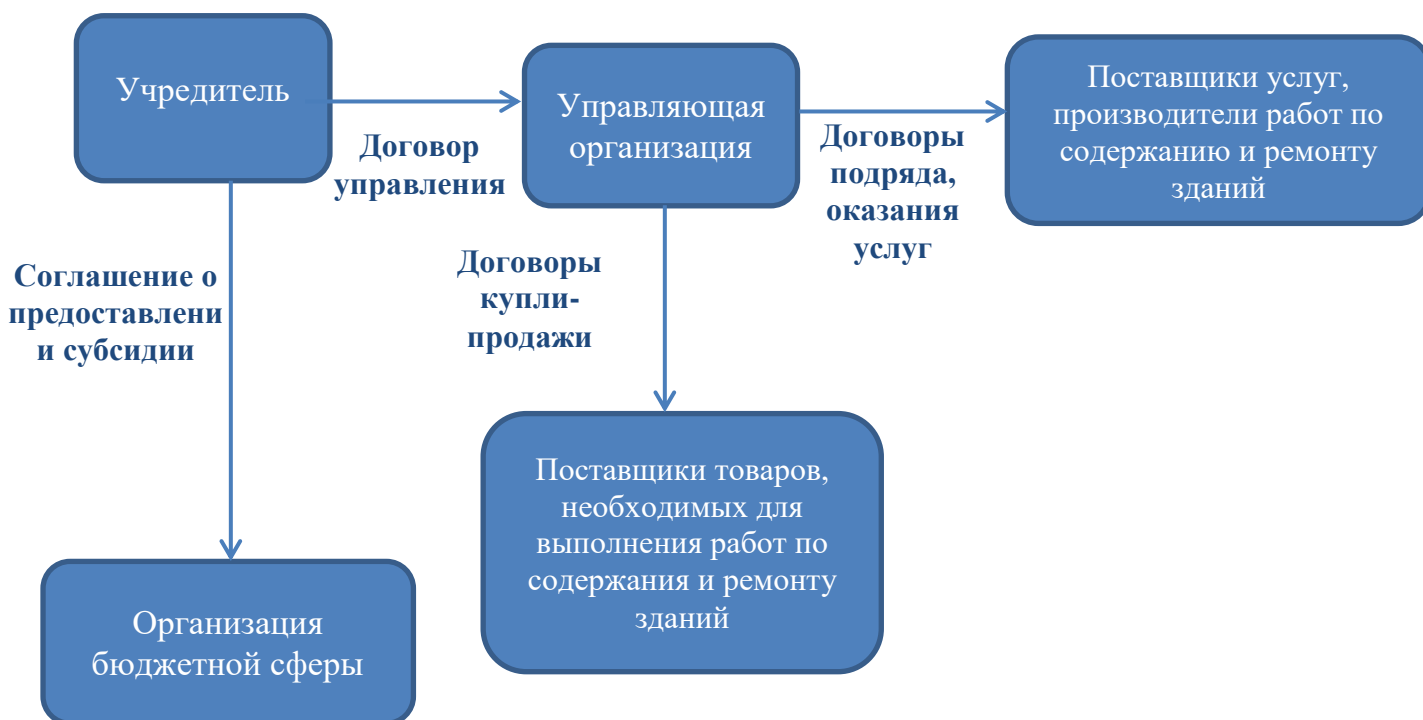 Учредитель
Договор
управления
Управляющая
организация
Договоры
подряда,
оказания
услуг
Поставщики услуг,
производители работ по
содержанию и ремонту
зданий
Соглашение о
предоставлени
и субсидии
Договоры
купли-
продажи
Поставщики товаров,
необходимых для
выполнения работ по
содержания и ремонту
зданий
Организация
бюджетной сферы